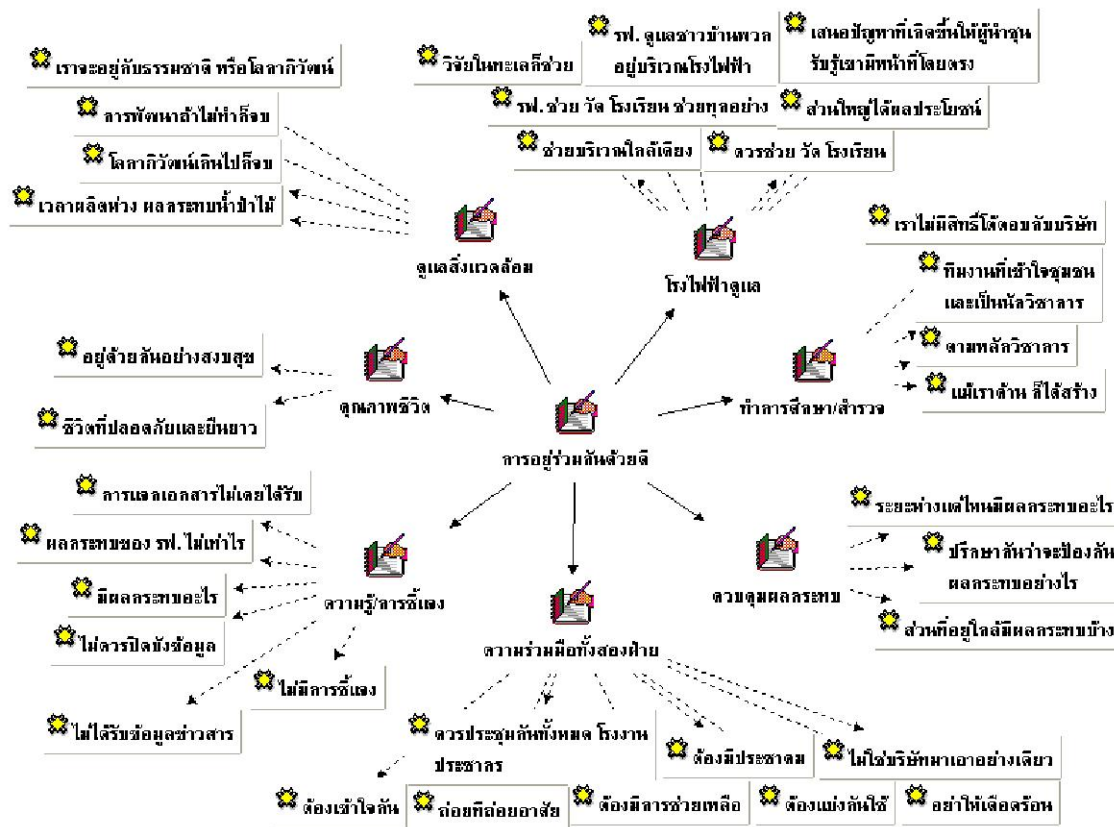 เราจะอยู่กับธรรมชาติ หรือโลกาภิวัฒน์
การพัฒนาถ้าไม่ทำก็จบ
โลกาภิวัฒน์เกินไปก็จบ
เวลาผลิตห่วง ผลกระทบน้ำป่าไม้
ดูแลสิ่งแวดล้อม
วิจัยในทะเลก็ช่วย
รฟ. ดูแลชาวบ้านพวก
อยู่บริเวณโรงไฟฟ้า
เสนอปัญหาที่เกิดขึ้นให้ผู้นำชุน
รับรู้เขามีหน้าที่โดยตรง
รฟ. ช่วย วัด โรงเรียน ช่วยทุกอย่าง
ส่วนใหญ่ได้ผลประโยชน์
ช่วยบริเวณใกล้เคียง
ควรช่วย วัด โรงเรียน
โรงไฟฟ้าดูแล
เราไม่มีสิทธิ์โต้ตอบกับบริษัท
ทีมงานที่เข้าใจชุมชน
และเป็นนักวิชาการ
ตามหลักวิชาการ
แม้เราต้าน ก็ได้สร้าง
ทำการศึกษา/สำรวจ
อยู่ด้วยกันอย่างสงบสุข
ชีวิตที่ปลอดภัยและยืนยาว
คุณภาพชีวิต
การอยู่ร่วมกันด้วยดี
การแจกเอกสารไม่เคยได้รับ
ผลกระทบของ รฟ. ไม่เท่าไร
มีผลกระทบอะไร
ไม่ควรปิดบังข้อมูล
ไม่ได้รับข้อมูลข่าวสาร
ไม่มีการชี้แจง
ความรู้/การชี้แจง
ระยะห่างแค่ไหนมีผลกระทบอะไร
ปรึกษากันว่าจะป้องกัน
ผลกระทบอย่างไร
ส่วนที่อยู่ใกล้มีผลกระทบบ้าง
ควบคุมผลกระทบ
ความร่วมมือทั้งสองฝ่าย
ควรประชุมกันทั้งหมด โรงงาน
ประชากร
ต้องมีประชาคม
ไม่ใช่บริษัทมาเอาอย่างเดียว
ต้องเข้าใจกัน
ถ้อยทีถ้อยอาศัย
ต้องมีการช่วยเหลือ
ต้องแบ่งกันใช้
อย่าให้เดือดร้อน